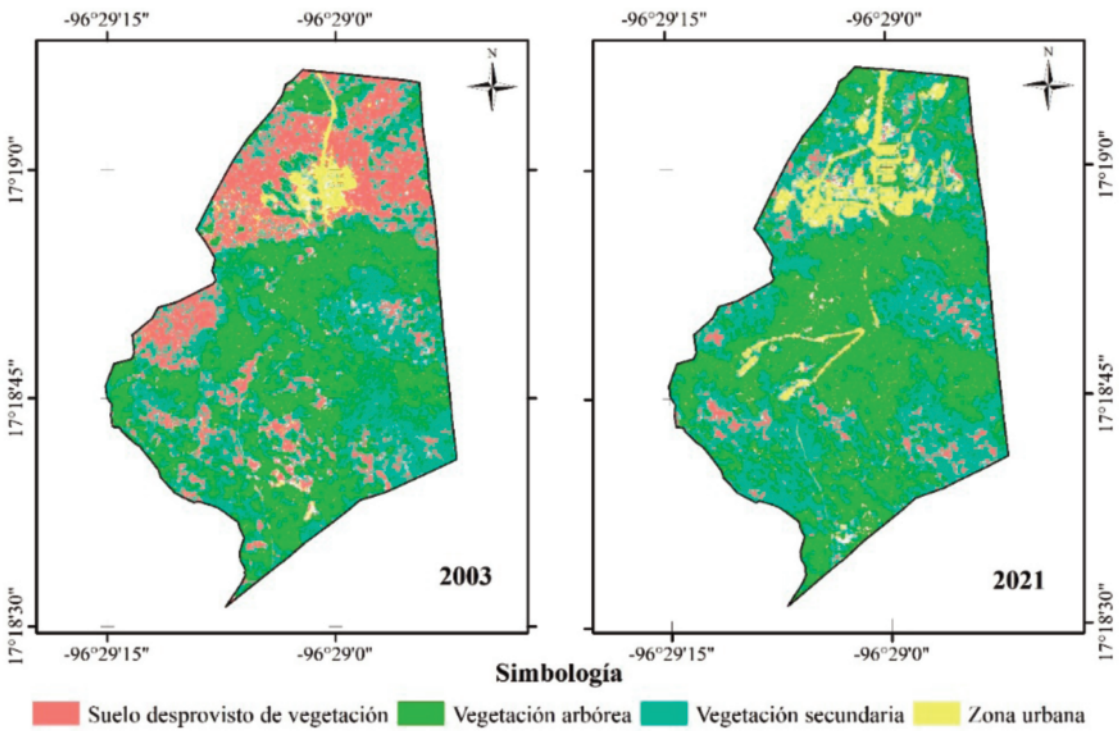 -96°29'15" -96°29'0" -96°29'15" -96°29'0"
N N
17°19'0" 17°19'0"
17°18'45" 17°18'45"
17°18'30" 17°18'30"
2003 2021
-96°29'15" -96°29'0" -96°29'15" -96°29'0"
Simbología
Suelo desprovisto de vegetación Vegetación arbórea Vegetación secundaria Zona urbana